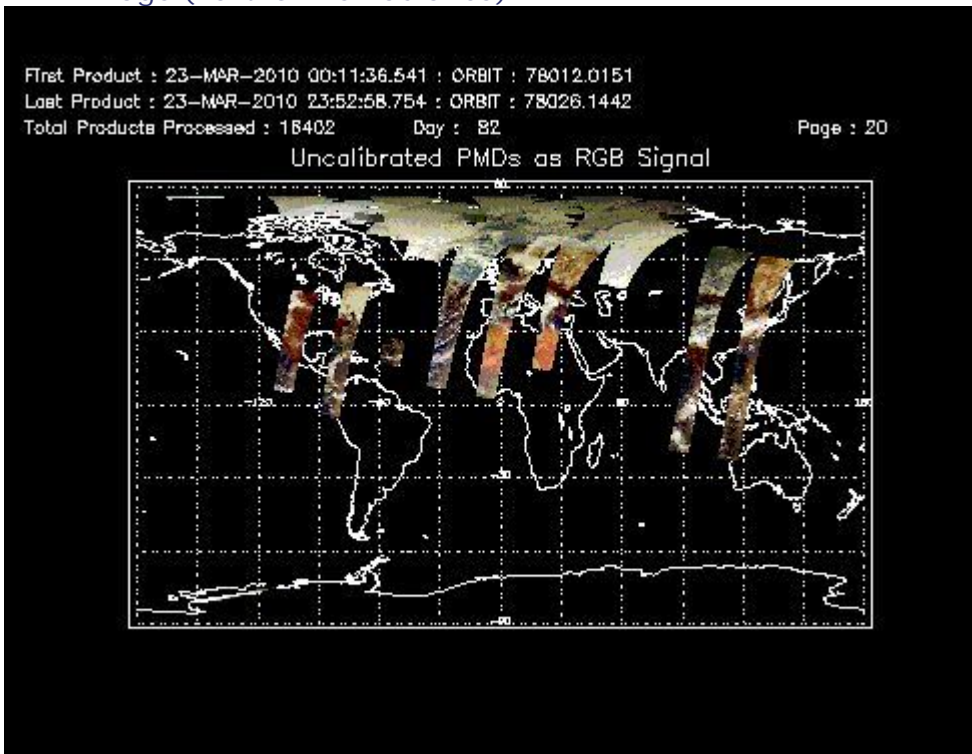 First Product : 23-MAR-2010 00:11:36.541 : ORBIT : 78012.0151
Last Product : 23-MAR-2010 23:52:58.754 : ORBIT : 78026.1442
Total Products Processed : 16402 Day : 82 Page : 20
Uncalibrated PMDs as RGB Signal